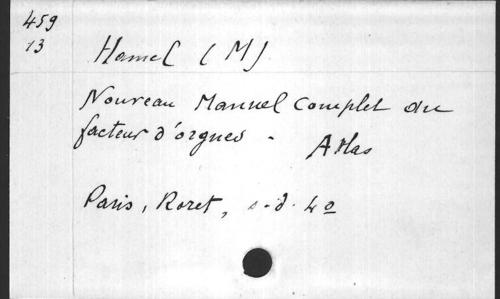 459
13
Hamel (M)
Nouveau Manuel Complet du
facteur d'orgues - Atlas
Paris, Roret, s.d. 4o